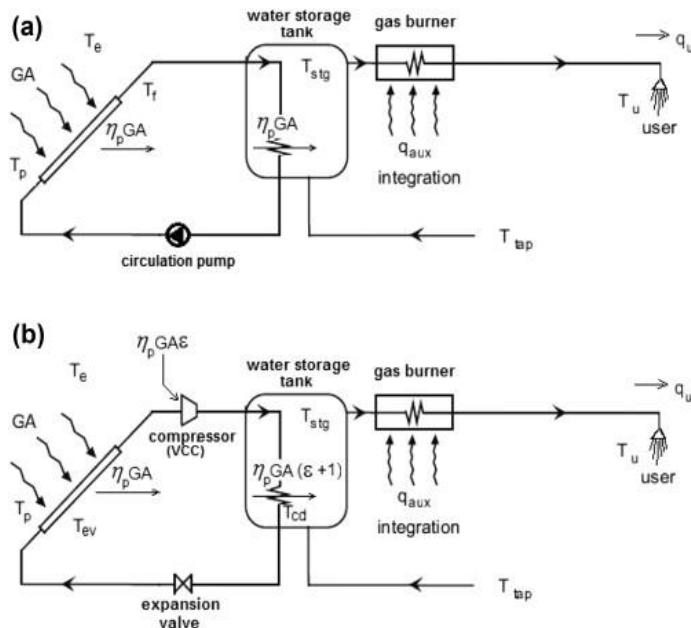 (a)
water storage
tank
gas burner
T_e
GA
T_f
T_stg
q_u
η_pGA
η_pGA
T_p
q_aux
integration
T_u
user
circulation pump
T_tap
(b)
η_pGAε
water storage
tank
gas burner
T_e
GA
compressor
(VCC)
T_stg
q_u
η_pGA
η_pGA(ε+1)
T_p
T_ev
T_cd
q_aux
integration
T_u
user
expansion
valve
T_tap